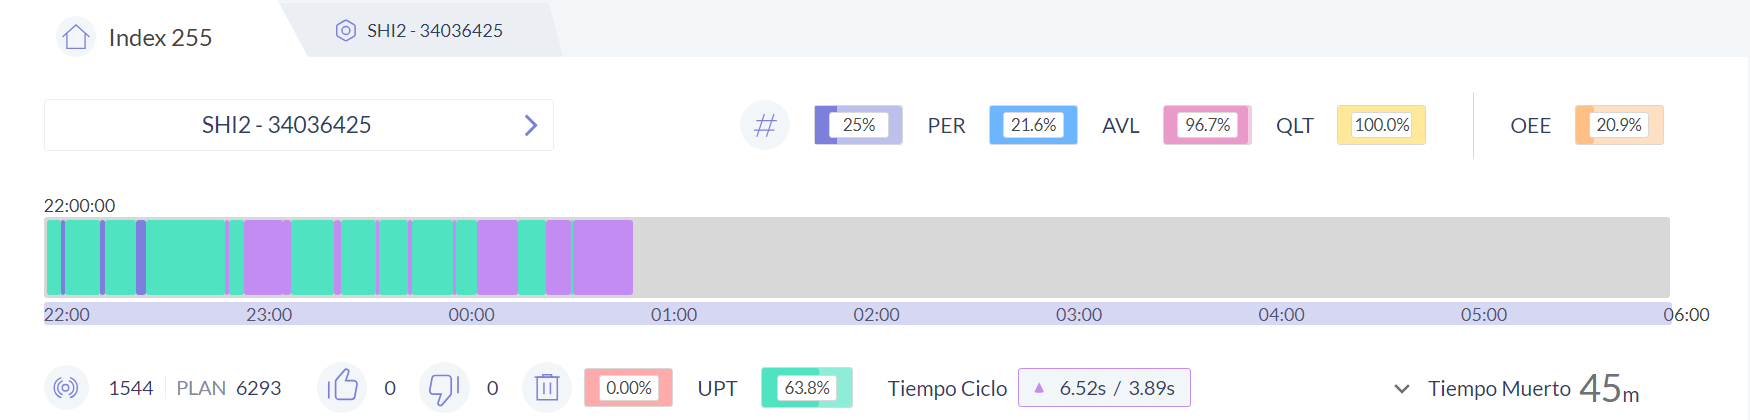 Index 255
SHI2 - 34036425
SHI2 - 34036425
# 25% PER 21.6% AVL 96.7% QLT 100.0% OEE 20.9%
22:00:00
22:00 23:00 00:00 01:00 02:00 03:00 04:00 05:00 06:00
1544 PLAN 6293 0 0 0.00% UPT 63.8% Tiempo Ciclo ▲ 6.52s / 3.89s Tiempo Muerto 45m